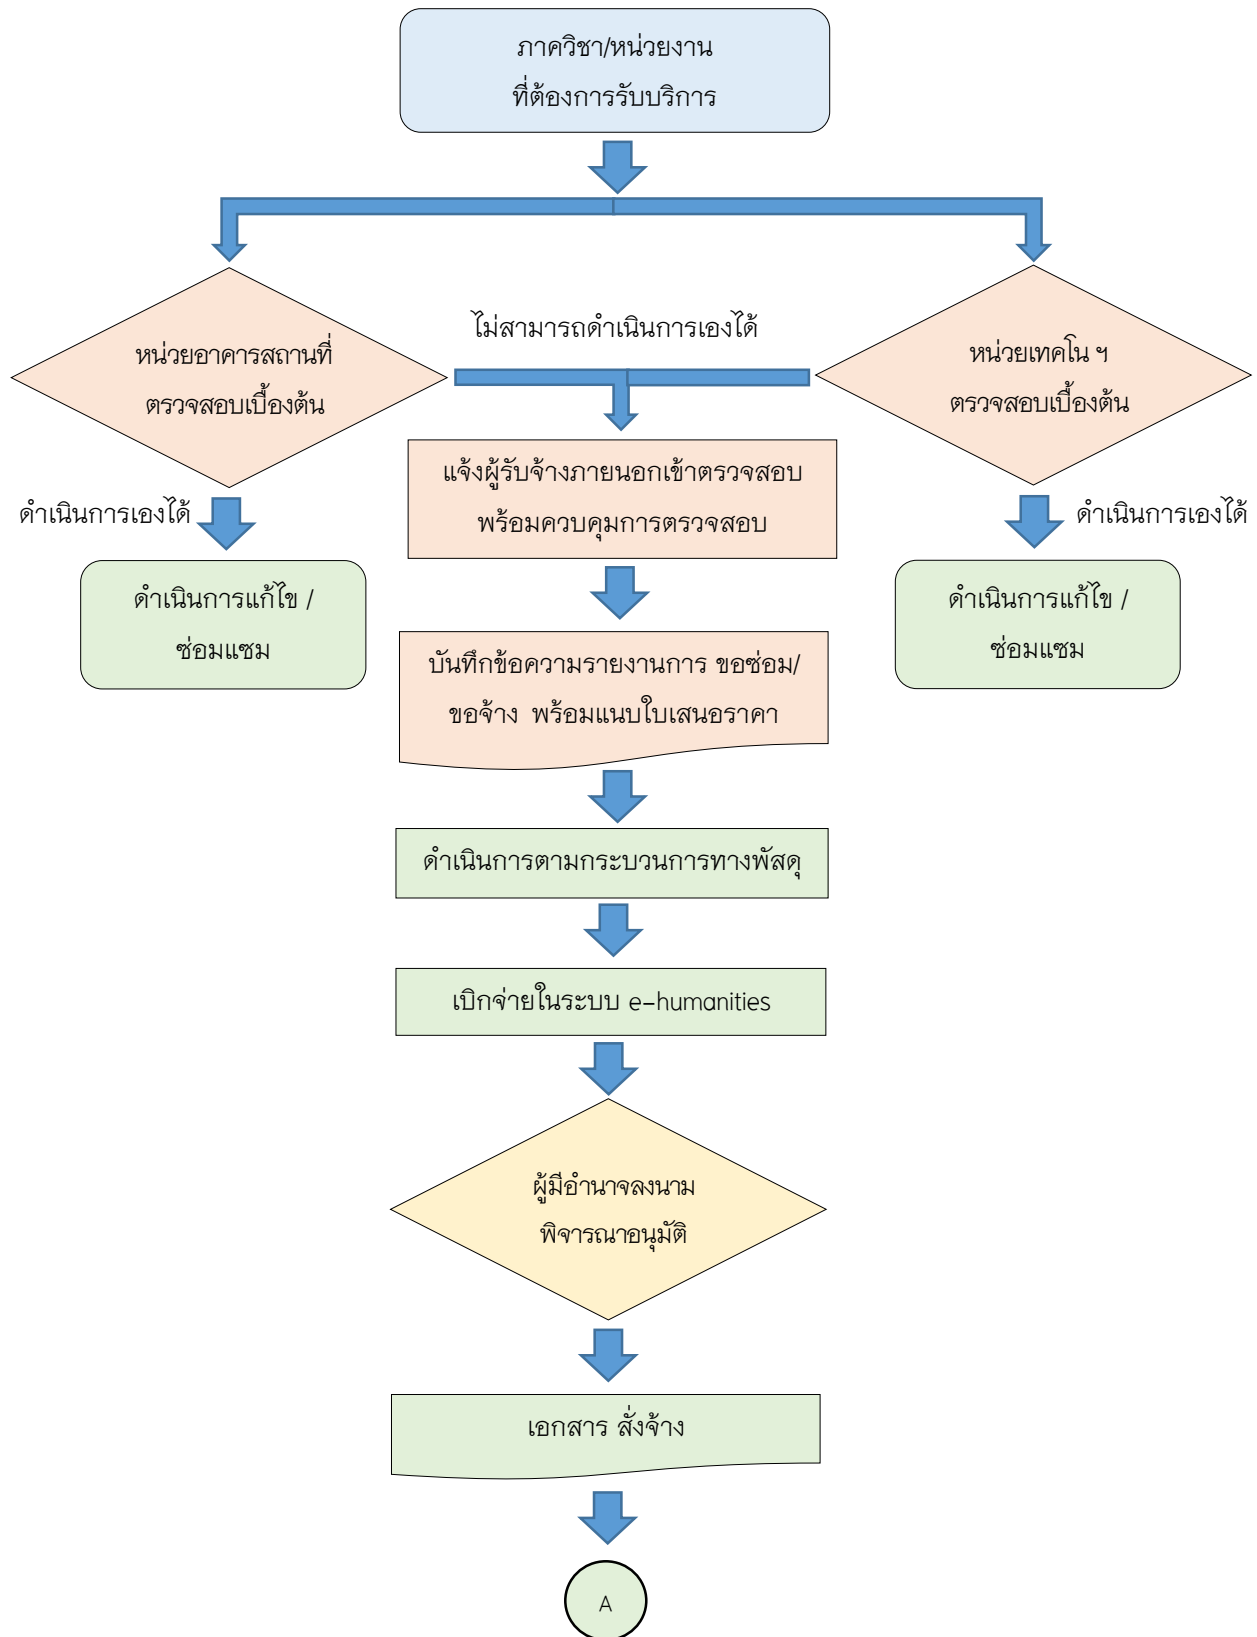 ภาควิชา/หน่วยงาน
ที่ต้องการรับบริการ
ไม่สามารถดำเนินการเองได้
หน่วยอาคารสถานที่
ตรวจสอบเบื้องต้น
หน่วยเทคโน ฯ
ตรวจสอบเบื้องต้น
แจ้งผู้รับจ้างภายนอกเข้าตรวจสอบ
พร้อมควบคุมการตรวจสอบ
ดำเนินการเองได้
ดำเนินการเองได้
ดำเนินการแก้ไข /
ซ่อมแซม
ดำเนินการแก้ไข /
ซ่อมแซม
บันทึกข้อความรายงานการ ขอซ่อม/
ขอจ้าง พร้อมแนบใบเสนอราคา
ดำเนินการตามกระบวนการทางพัสดุ
เบิกจ่ายในระบบ e-humanities
ผู้มีอำนาจลงนาม
พิจารณาอนุมัติ
เอกสาร สั่งจ้าง
A